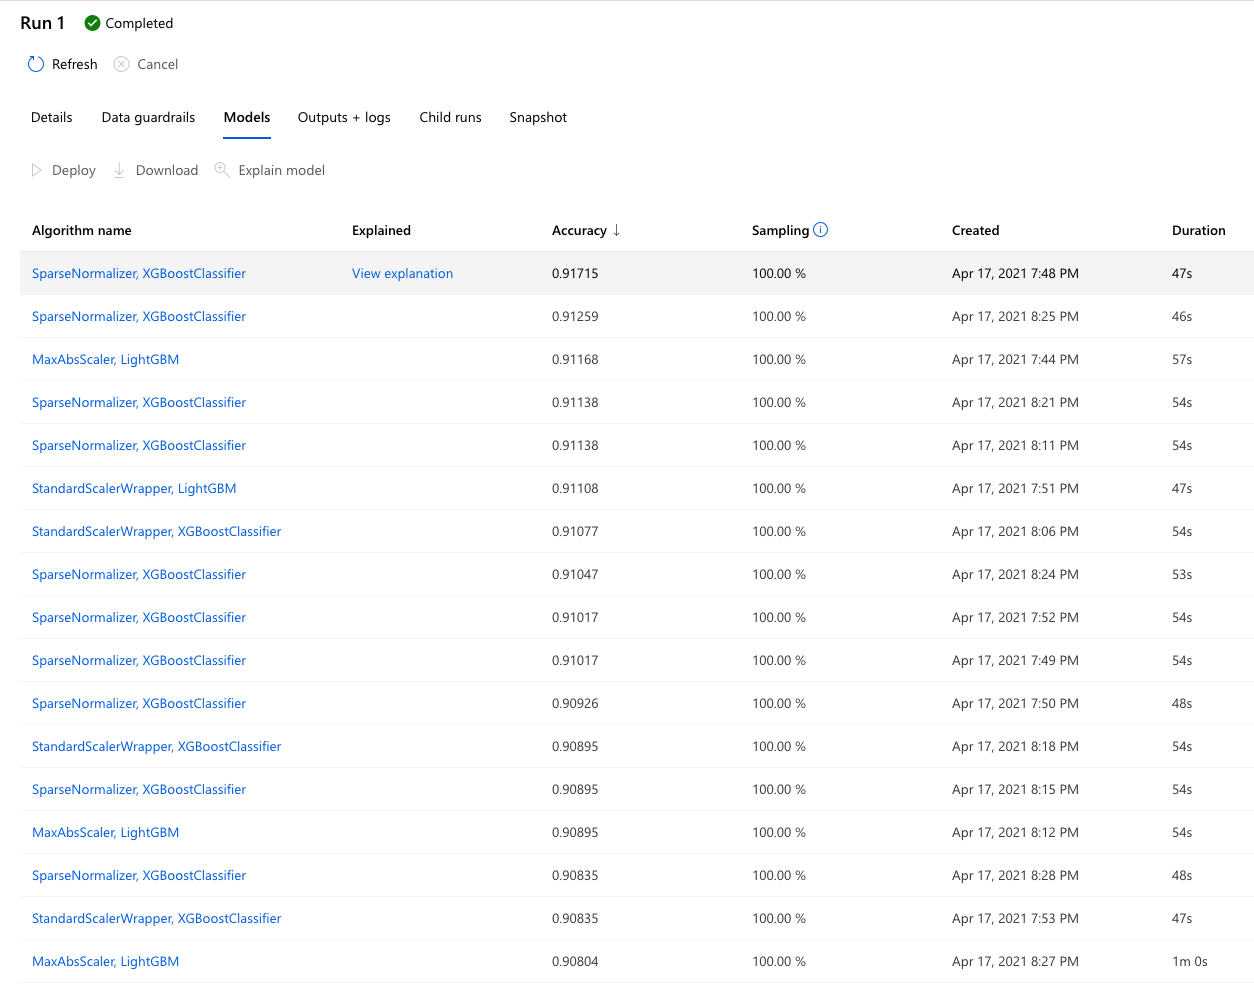 Run 1 Completed
Refresh Cancel
Details Data guardrails Models Outputs + logs Child runs Snapshot
Deploy Download Explain model
Algorithm name Explained Accuracy ↓ Sampling Created Duration
SparseNormalizer, XGBoostClassifier View explanation 0.91715 100.00 % Apr 17, 2021 7:48 PM 47s
SparseNormalizer, XGBoostClassifier 0.91259 100.00 % Apr 17, 2021 8:25 PM 46s
MaxAbsScaler, LightGBM 0.91168 100.00 % Apr 17, 2021 7:44 PM 57s
SparseNormalizer, XGBoostClassifier 0.91138 100.00 % Apr 17, 2021 8:21 PM 54s
SparseNormalizer, XGBoostClassifier 0.91138 100.00 % Apr 17, 2021 8:11 PM 54s
StandardScalerWrapper, LightGBM 0.91108 100.00 % Apr 17, 2021 7:51 PM 47s
StandardScalerWrapper, XGBoostClassifier 0.91077 100.00 % Apr 17, 2021 8:06 PM 54s
SparseNormalizer, XGBoostClassifier 0.91047 100.00 % Apr 17, 2021 8:24 PM 53s
SparseNormalizer, XGBoostClassifier 0.91017 100.00 % Apr 17, 2021 7:52 PM 54s
SparseNormalizer, XGBoostClassifier 0.91017 100.00 % Apr 17, 2021 7:49 PM 54s
SparseNormalizer, XGBoostClassifier 0.90926 100.00 % Apr 17, 2021 7:50 PM 48s
StandardScalerWrapper, XGBoostClassifier 0.90895 100.00 % Apr 17, 2021 8:18 PM 54s
SparseNormalizer, XGBoostClassifier 0.90895 100.00 % Apr 17, 2021 8:15 PM 54s
MaxAbsScaler, LightGBM 0.90895 100.00 % Apr 17, 2021 8:12 PM 54s
SparseNormalizer, XGBoostClassifier 0.90835 100.00 % Apr 17, 2021 8:28 PM 48s
StandardScalerWrapper, XGBoostClassifier 0.90835 100.00 % Apr 17, 2021 7:53 PM 47s
MaxAbsScaler, LightGBM 0.90804 100.00 % Apr 17, 2021 8:27 PM 1m 0s